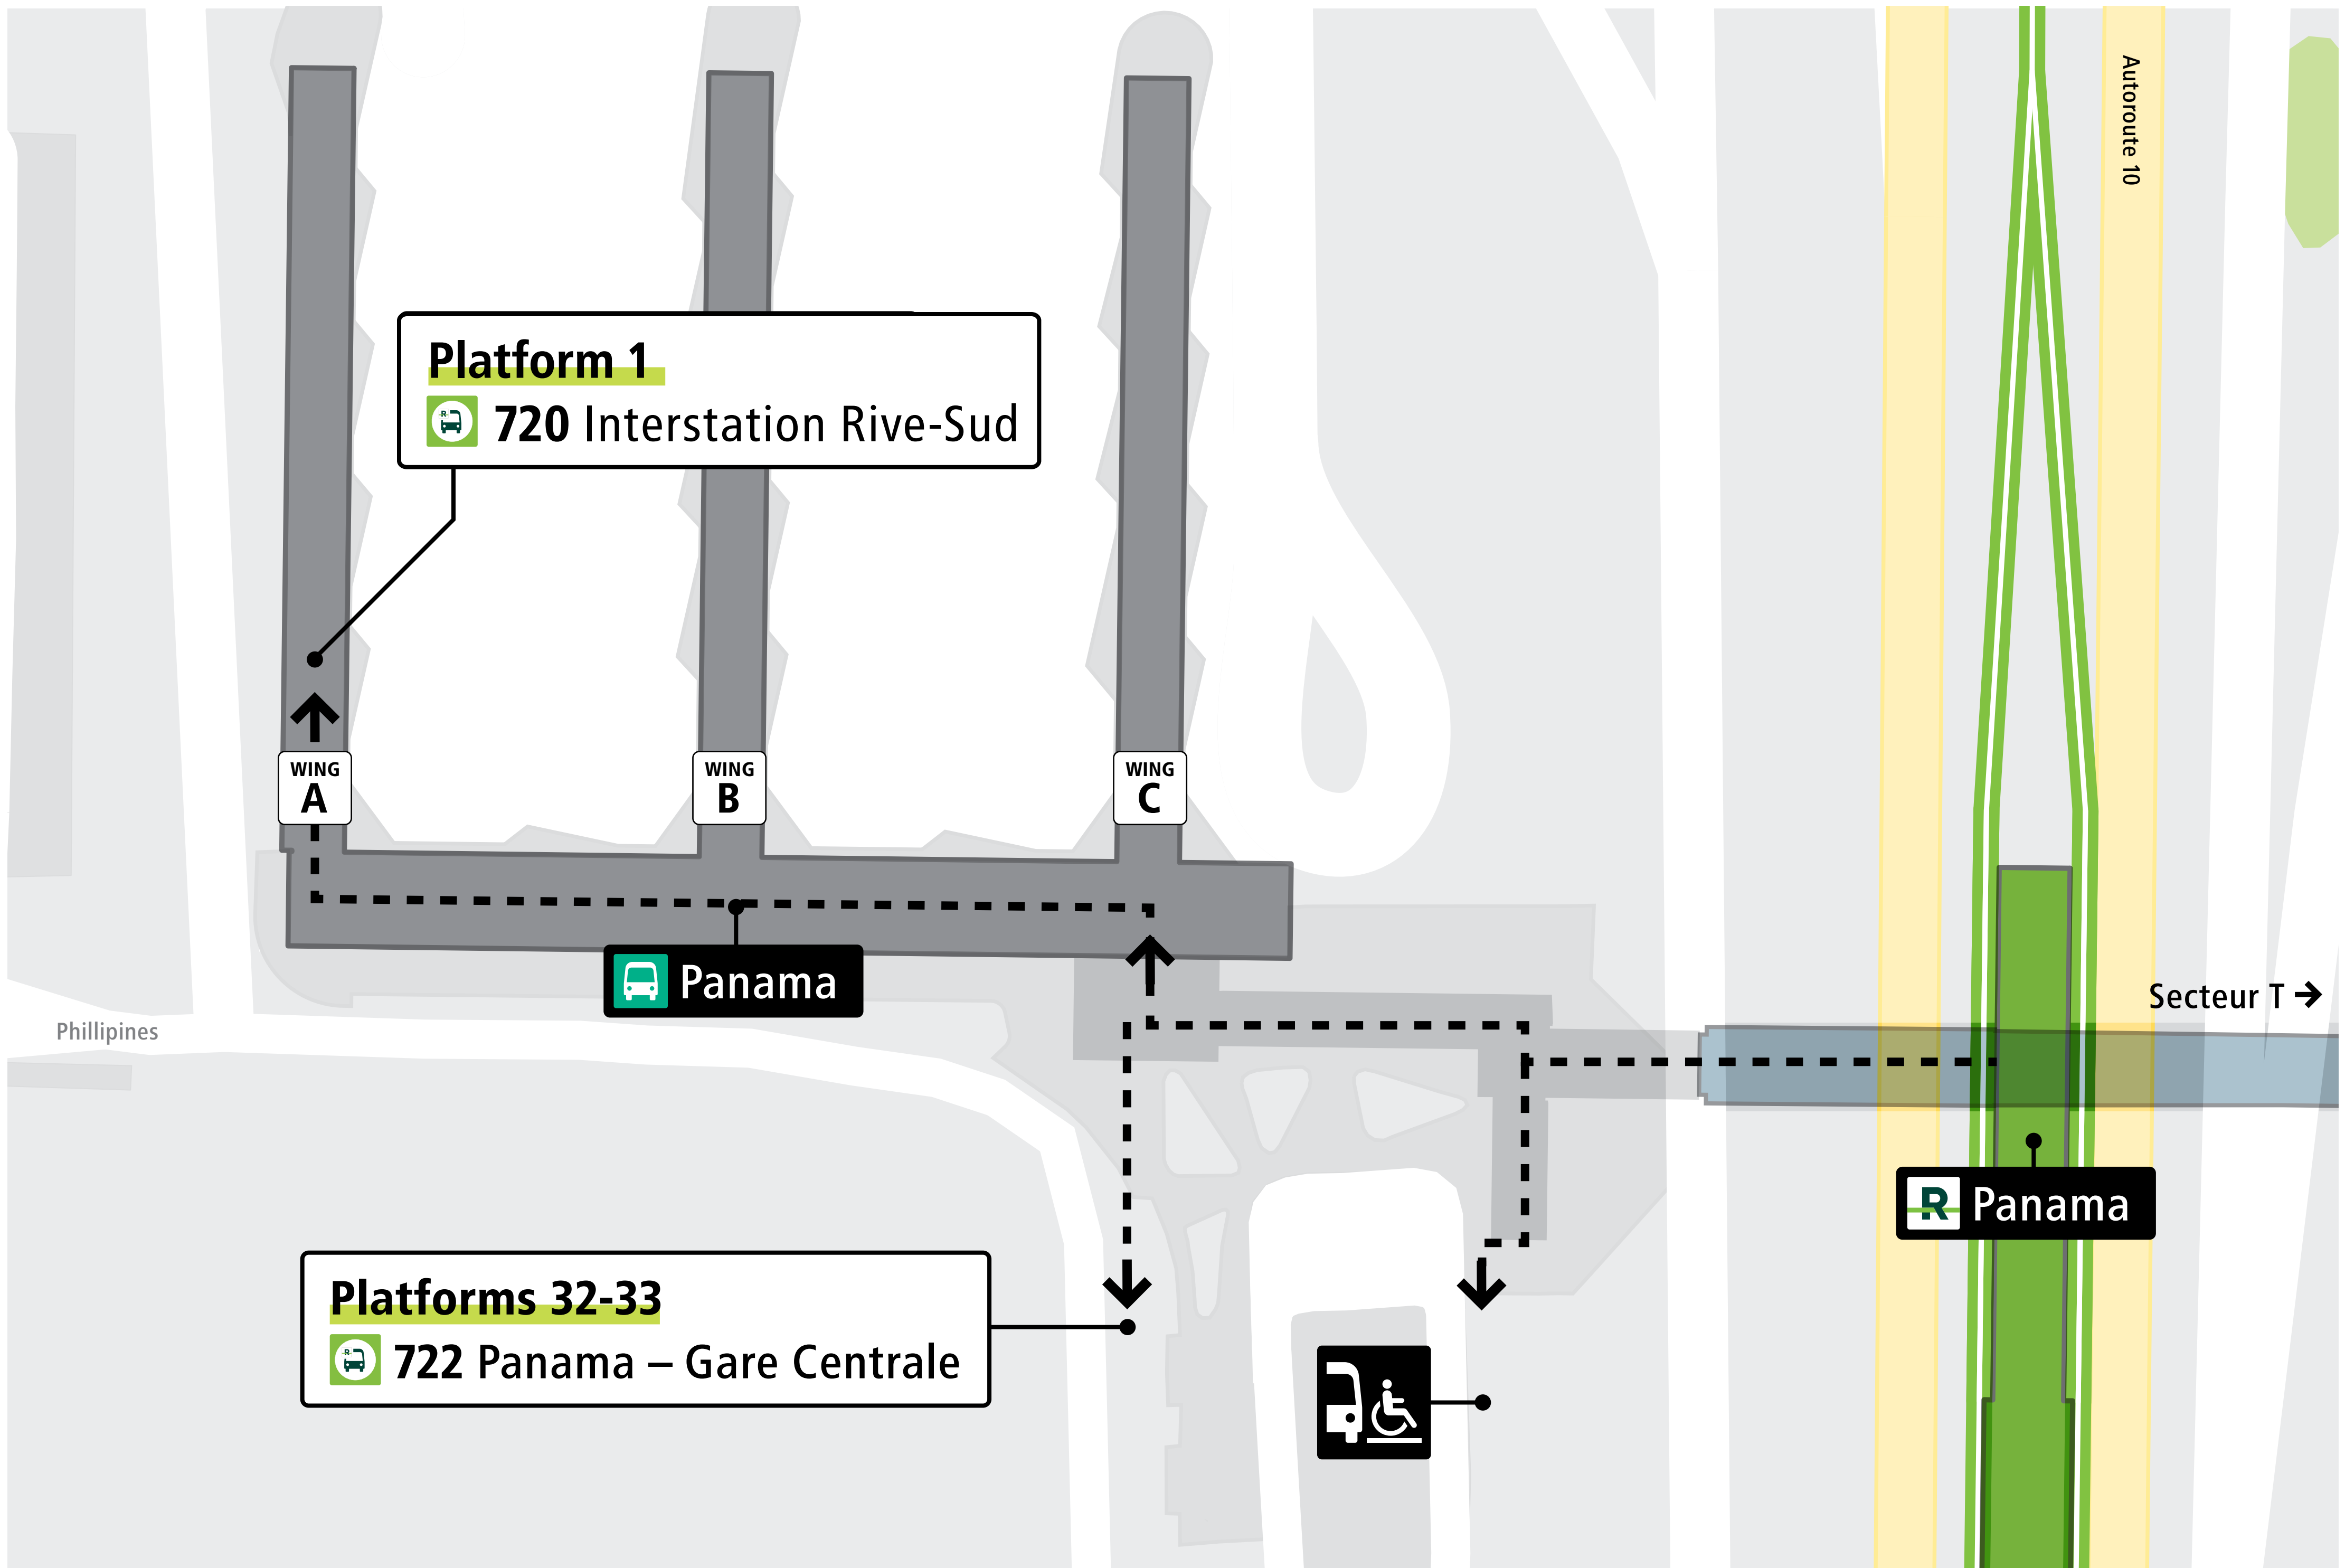 Autoroute 10
Platform 1
720 Interstation Rive-Sud
WING
A
WING
B
WING
C
Panama
Secteur T →
Phillipines
R Panama
Platforms 32-33
722 Panama – Gare Centrale